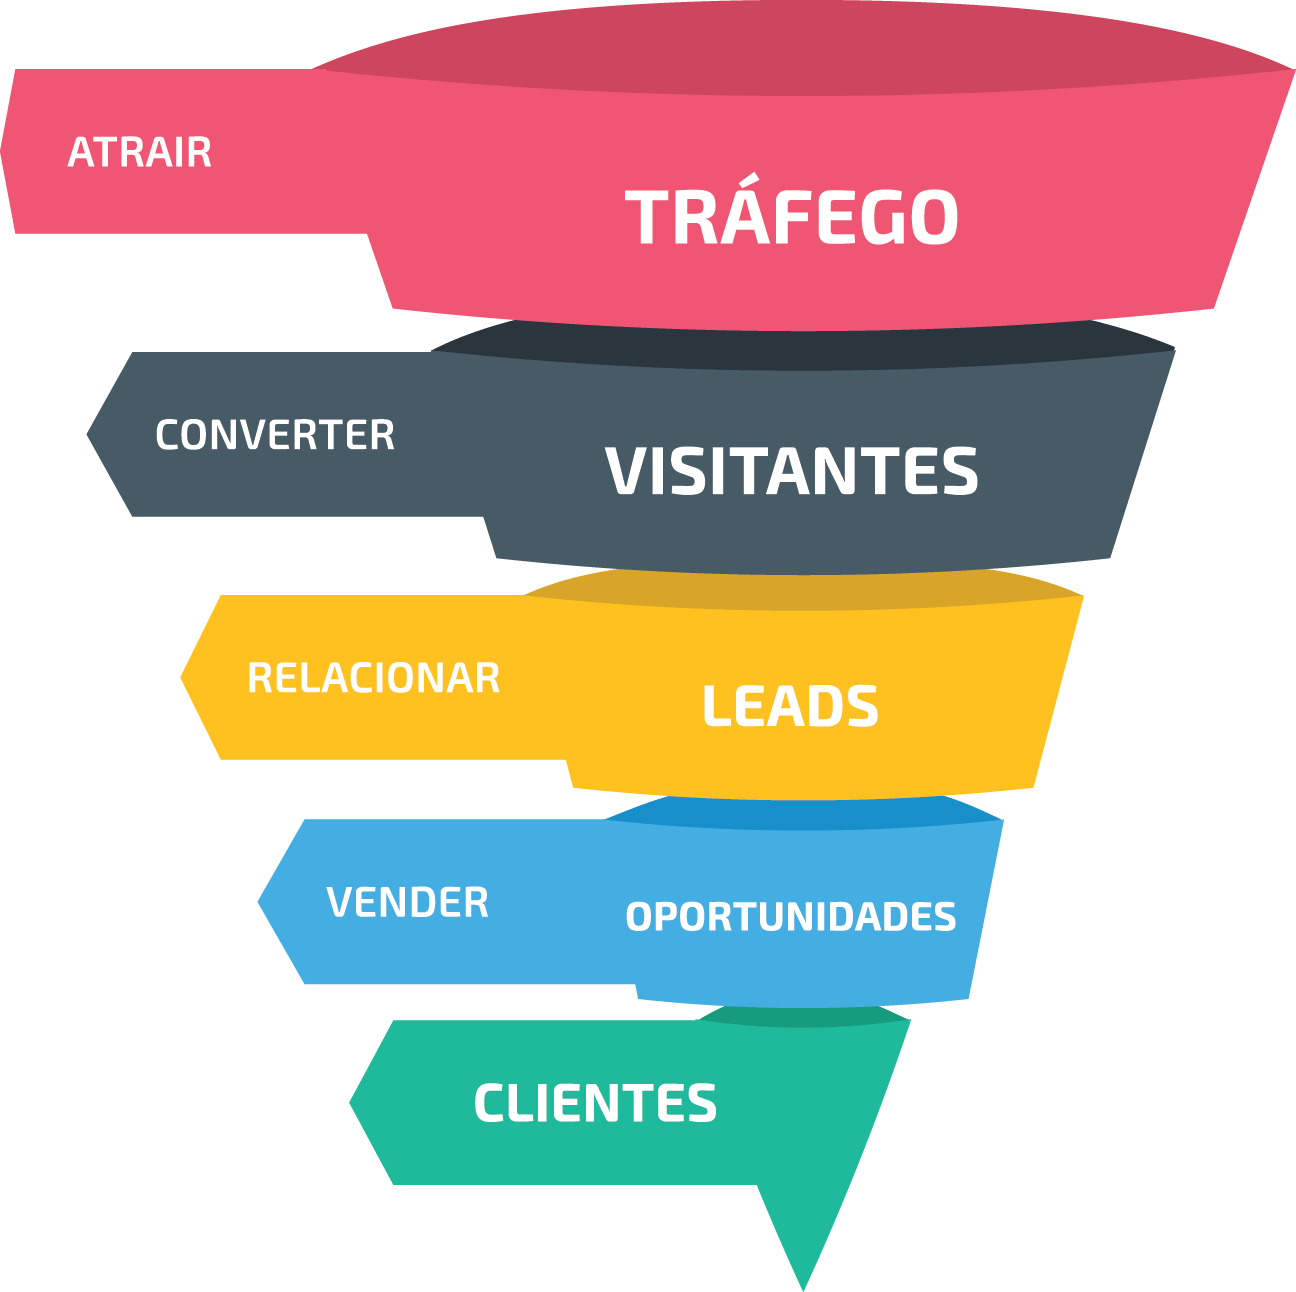 ATRAIR
TRÁFEGO
CONVERTER
VISITANTES
RELACIONAR
LEADS
VENDER
OPORTUNIDADES
CLIENTES